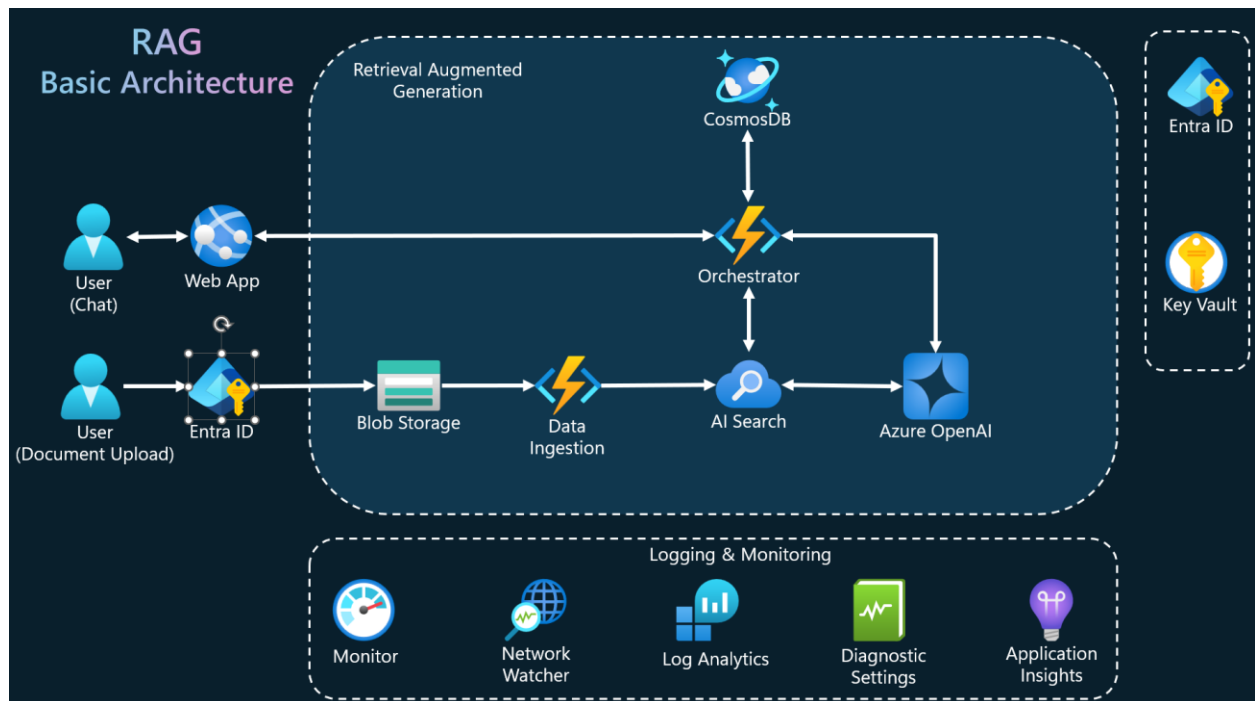 RAG
Basic Architecture
Retrieval Augmented
Generation
CosmosDB
Entra ID
User
(Chat)
Web App
Orchestrator
Key Vault
User
(Document Upload)
Entra ID
Blob Storage
Data
Ingestion
AI Search
Azure OpenAI
Logging & Monitoring
Monitor
Network
Watcher
Log Analytics
Diagnostic
Settings
Application
Insights